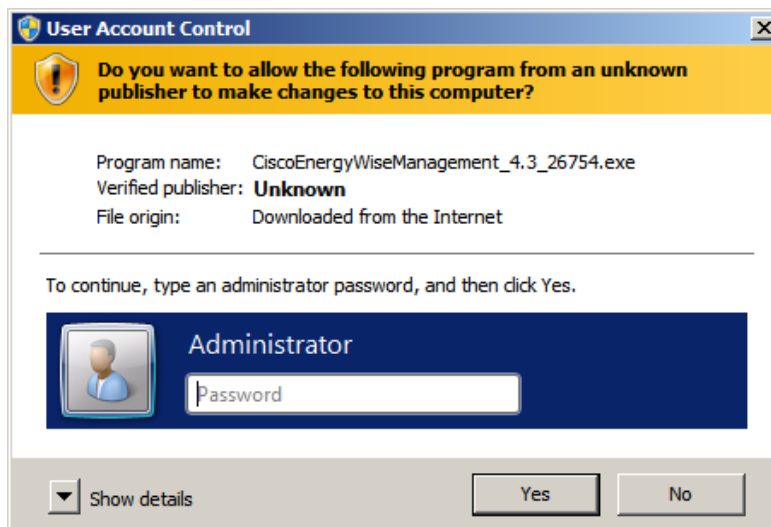 User Account Control
Do you want to allow the following program from an unknown
publisher to make changes to this computer?
Program name: CiscoEnergyWiseManagement_4.3_26754.exe
Verified publisher: Unknown
File origin: Downloaded from the Internet
To continue, type an administrator password, and then click Yes.
Administrator
Password
Show details
Yes
No